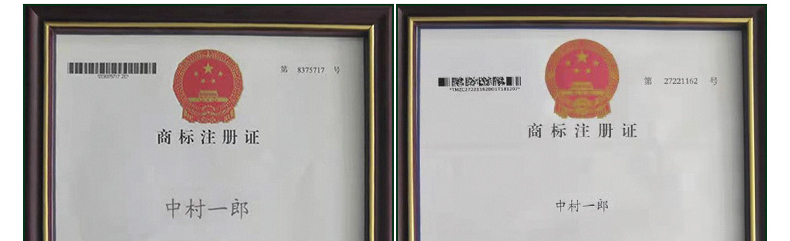 第 8375717 号
商标注册证
中村一郎
第 27221162 号
商标注册证
中村一郎